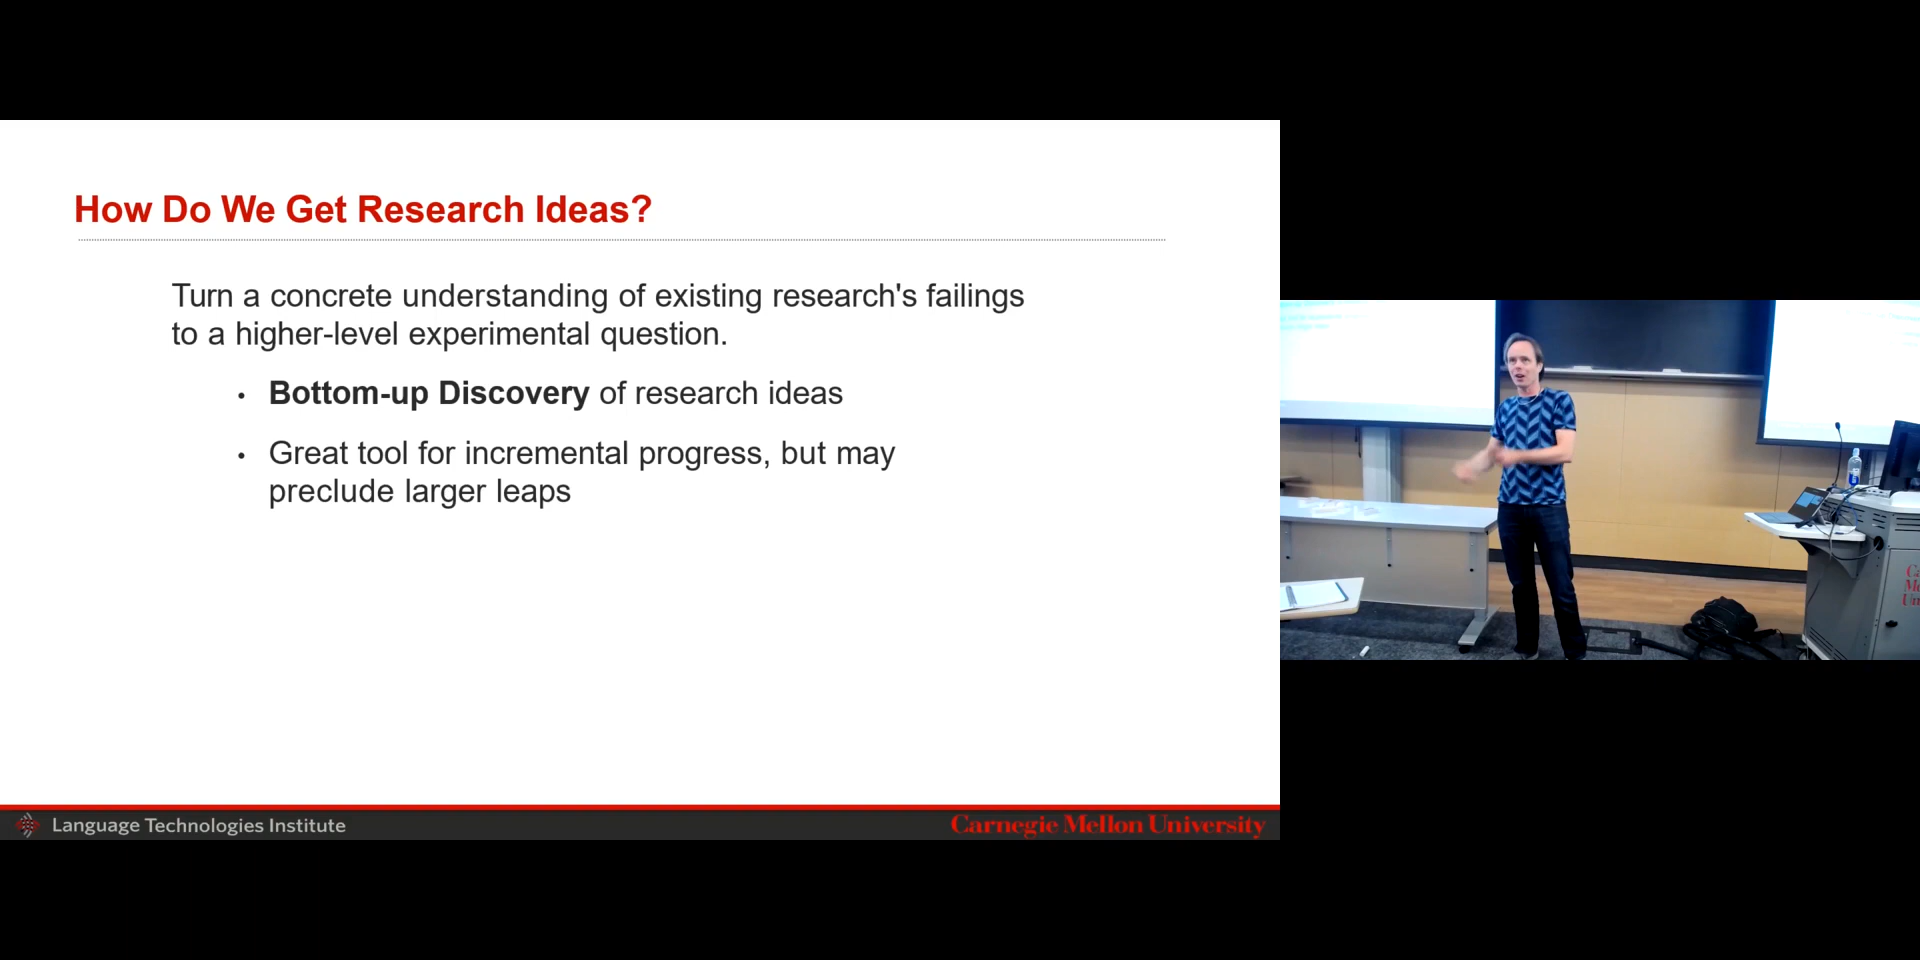 How Do We Get Research Ideas?
Turn a concrete understanding of existing research's failings
to a higher-level experimental question.
• Bottom-up Discovery of research ideas
• Great tool for incremental progress, but may
preclude larger leaps
Language Technologies Institute
Carnegie Mellon University